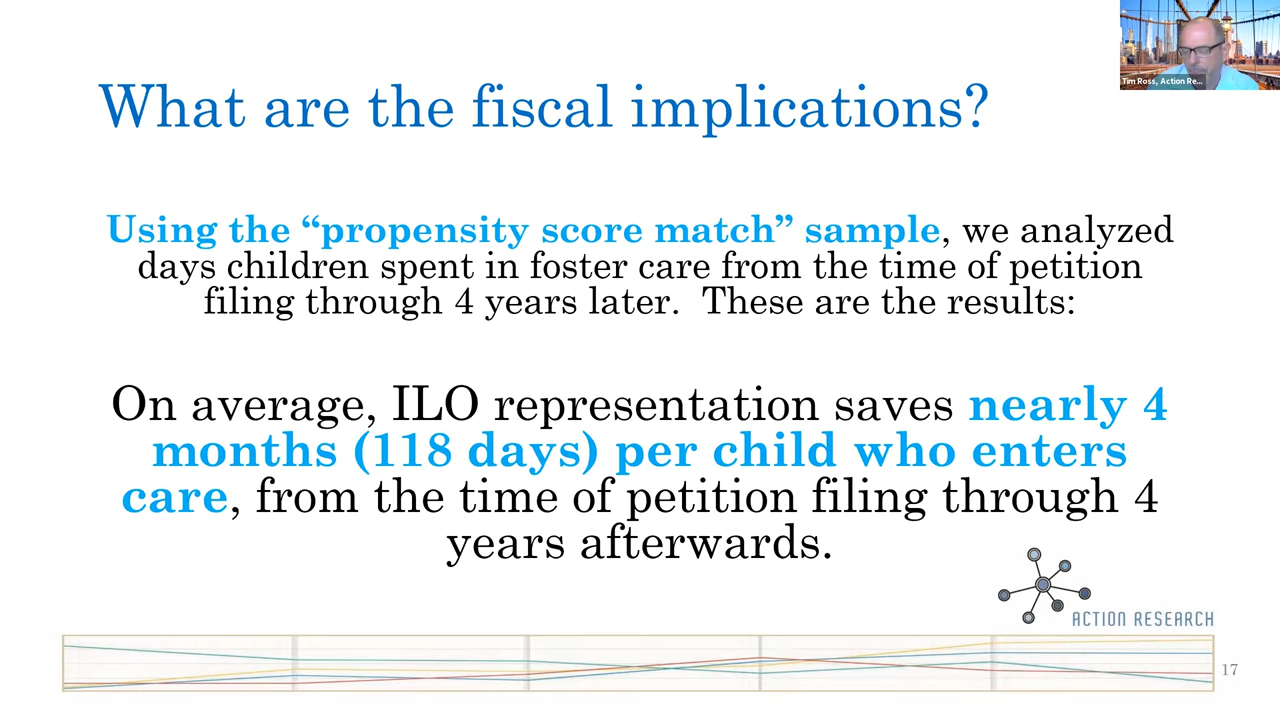 Tim Ross, Action Re...
What are the fiscal implications?
Using the “propensity score match” sample, we analyzed
days children spent in foster care from the time of petition
filing through 4 years later.  These are the results:
On average, ILO representation saves nearly 4
months (118 days) per child who enters
care, from the time of petition filing through 4
years afterwards.
ACTION RESEARCH
17